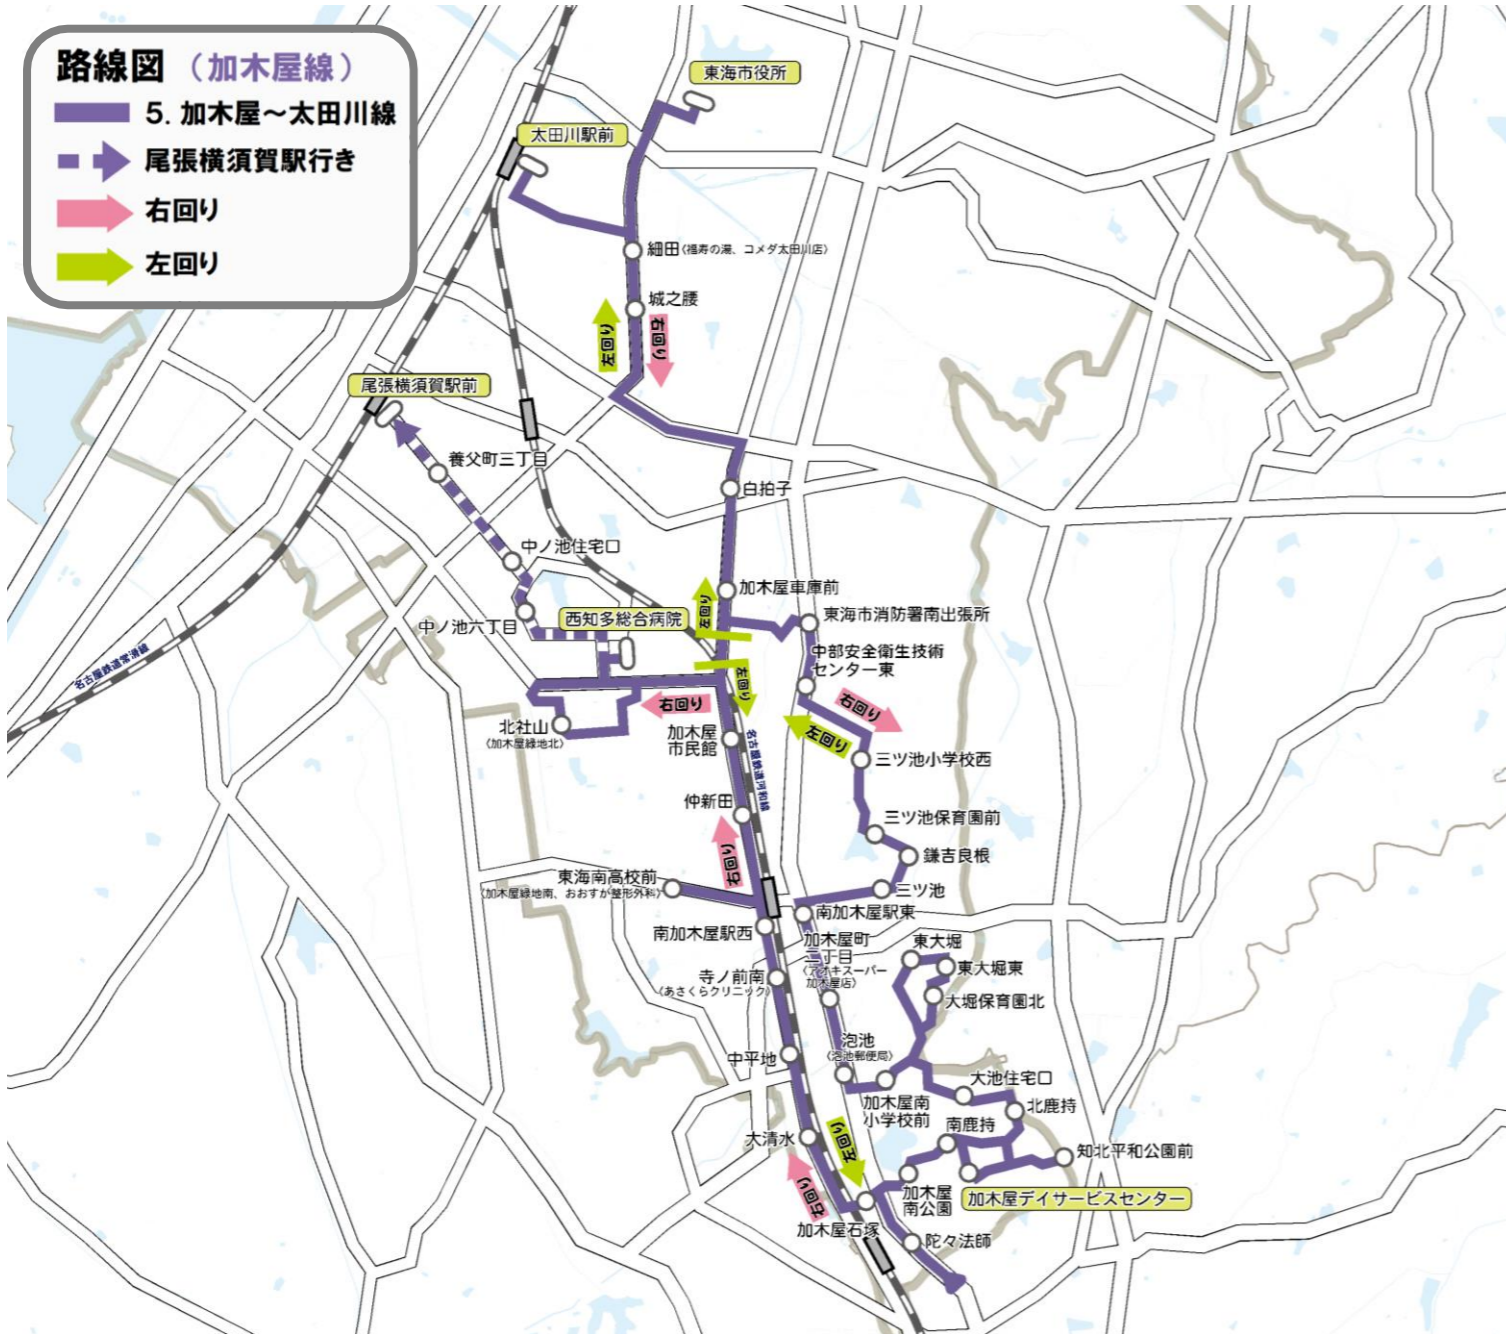 路線図 （加木屋線）
5. 加木屋～太田川線
尾張横須賀駅行き
右回り
左回り
東海市役所
太田川駅前
細田〈福寿の湯、コメダ太田川店〉
城之腰
左回り
右回り
尾張横須賀駅前
養父町三丁目
白拍子
中ノ池住宅口
加木屋車庫前
西知多総合病院
中ノ池六丁目
左回り
東海市消防署南出張所
中部安全衛生技術
センター東
名古屋鉄道常滑線
左回り
右回り
右回り
左回り
北社山
〈加木屋緑地北〉
加木屋
市民館
名古屋鉄道河和線
三ツ池小学校西
仲新田
三ツ池保育園前
右回り
鎌吉良根
東海南高校前
〈加木屋緑地南、おおすが整形外科〉
三ツ池
南加木屋駅東
南加木屋駅西
加木屋町
二丁目
〈アオキスーパー
加木屋店〉
東大堀
東大堀東
寺ノ前南
〈あさくらクリニック〉
大堀保育園北
泡池
〈泡池郵便局〉
中平地
加木屋南
小学校前
大池住宅口
北鹿持
大清水
左回り
南鹿持
知北平和公園前
右回り
加木屋
南公園
加木屋デイサービスセンター
加木屋石塚
陀々法師